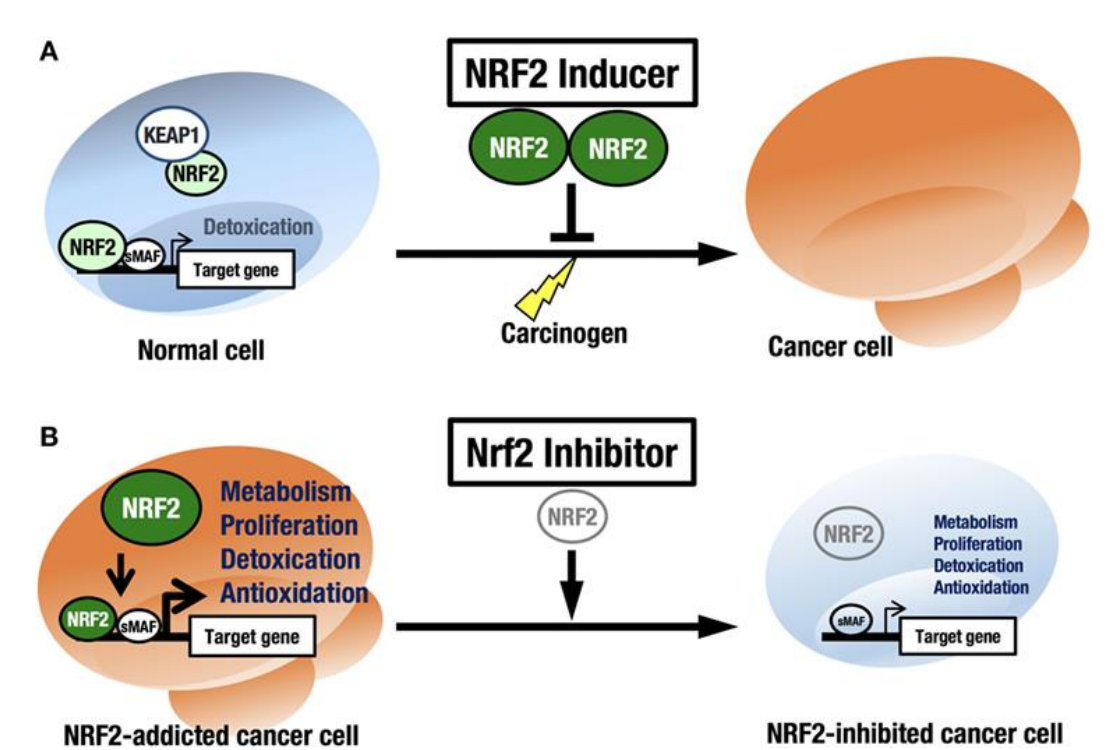 A
NRF2 Inducer
KEAP1
NRF2
NRF2 NRF2
NRF2
sMAF
Detoxication
Target gene
Carcinogen
Normal cell
Cancer cell
B
Nrf2 Inhibitor
NRF2
Metabolism
Proliferation
Detoxication
Antioxidation
NRF2
sMAF
Target gene
NRF2
NRF2
Metabolism
Proliferation
Detoxication
Antioxidation
sMAF
Target gene
NRF2-addicted cancer cell
NRF2-inhibited cancer cell